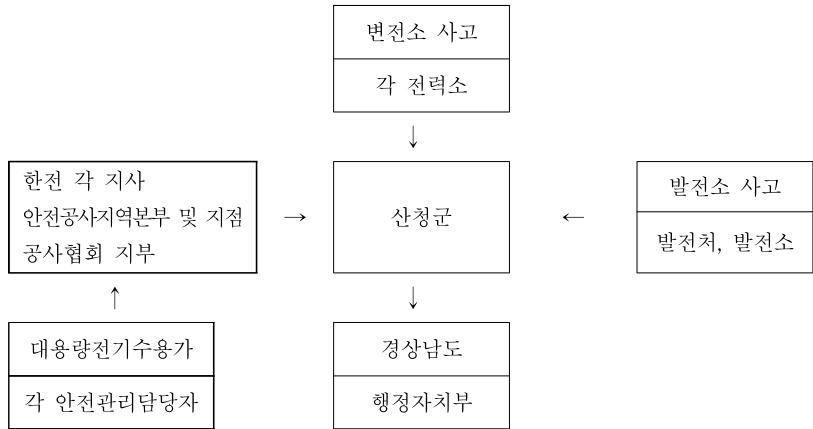 변전소 사고
각 전력소
↓
한전 각 지사
안전공사지역본부 및 지점
공사협회 지부
→
산청군
←
발전소 사고
발전처, 발전소
↑
↓
대용량전기수용가
각 안전관리담당자
경상남도
행정자치부